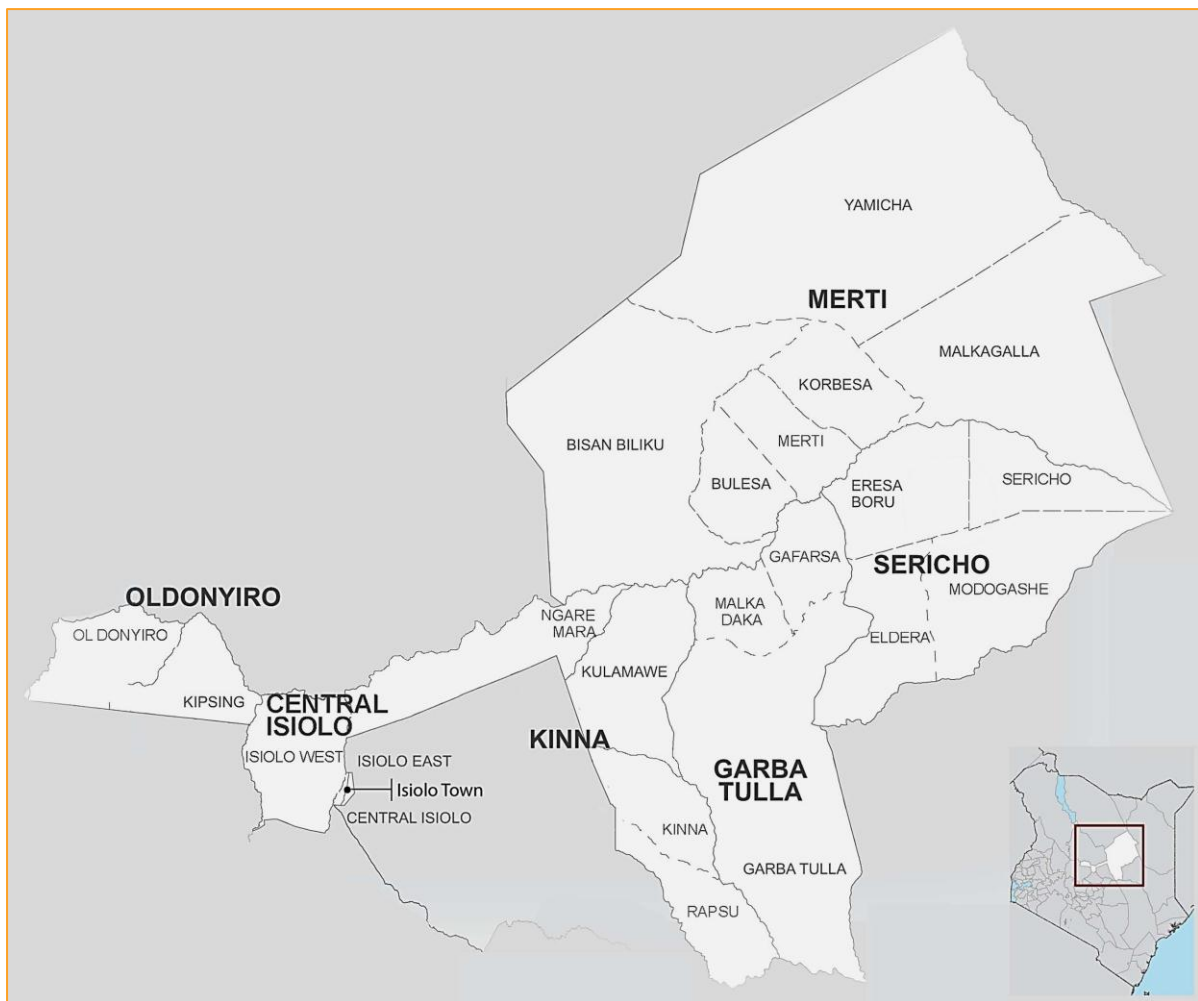 YAMICHA
MERTI
MALKAGALLA
KORBESA
BISAN BILIKU
MERTI
BULESA
ERESA
BORU
SERICHO
GAFARSA
SERICHO
MODOGASHE
OLDONYIRO
OL DONYIRO
NGARE
MARA
MALKA
DAKA
ELDERA
KULAMAWE
KIPSING
CENTRAL
ISIOLO
KINNA
ISIOLO WEST
ISIOLO EAST
GARBA
TULLA
Isiolo Town
CENTRAL ISIOLO
KINNA
GARBA TULLA
RAPSU